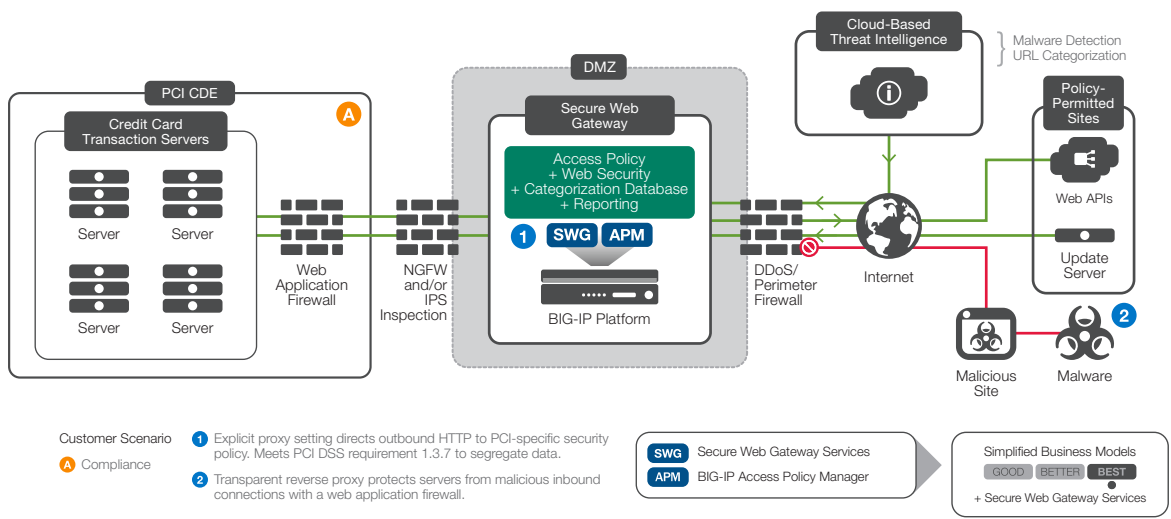 Cloud-Based
Threat Intelligence
Malware Detection
URL Categorization
DMZ
PCI CDE
A
Credit Card
Transaction Servers
Secure Web
Gateway
Policy-
Permitted
Sites
Access Policy
+ Web Security
+ Categorization Database
+ Reporting
Server
Server
Server
Server
1
SWG
APM
BIG-IP Platform
Web
Application
Firewall
NGFW
and/or
IPS
Inspection
DDoS/
Perimeter
Firewall
Internet
Web APIs
Update
Server
2
Malicious
Site
Malware
Customer Scenario
A Compliance
1 Explicit proxy setting directs outbound HTTP to PCI-specific security
policy. Meets PCI DSS requirement 1.3.7 to segregate data.
2 Transparent reverse proxy protects servers from malicious inbound
connections with a web application firewall.
SWG Secure Web Gateway Services
APM BIG-IP Access Policy Manager
Simplified Business Models
GOOD BETTER BEST
+ Secure Web Gateway Services